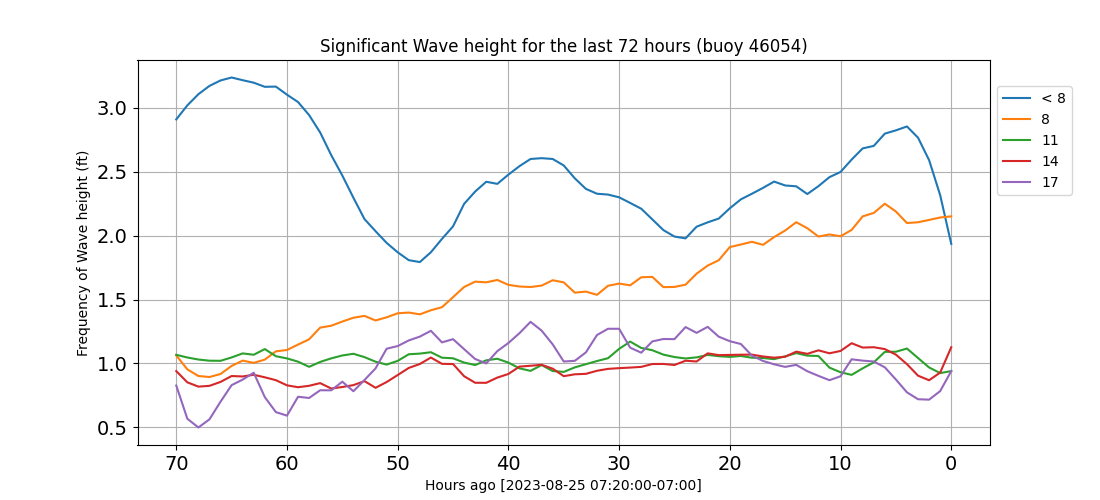 Significant Wave height for the last 72 hours (buoy 46054)
Frequency of Wave height (ft)
3.0
2.5
2.0
1.5
1.0
0.5
70 60 50 40 30 20 10 0
Hours ago [2023-08-25 07:20:00-07:00]
< 8
8
11
14
17